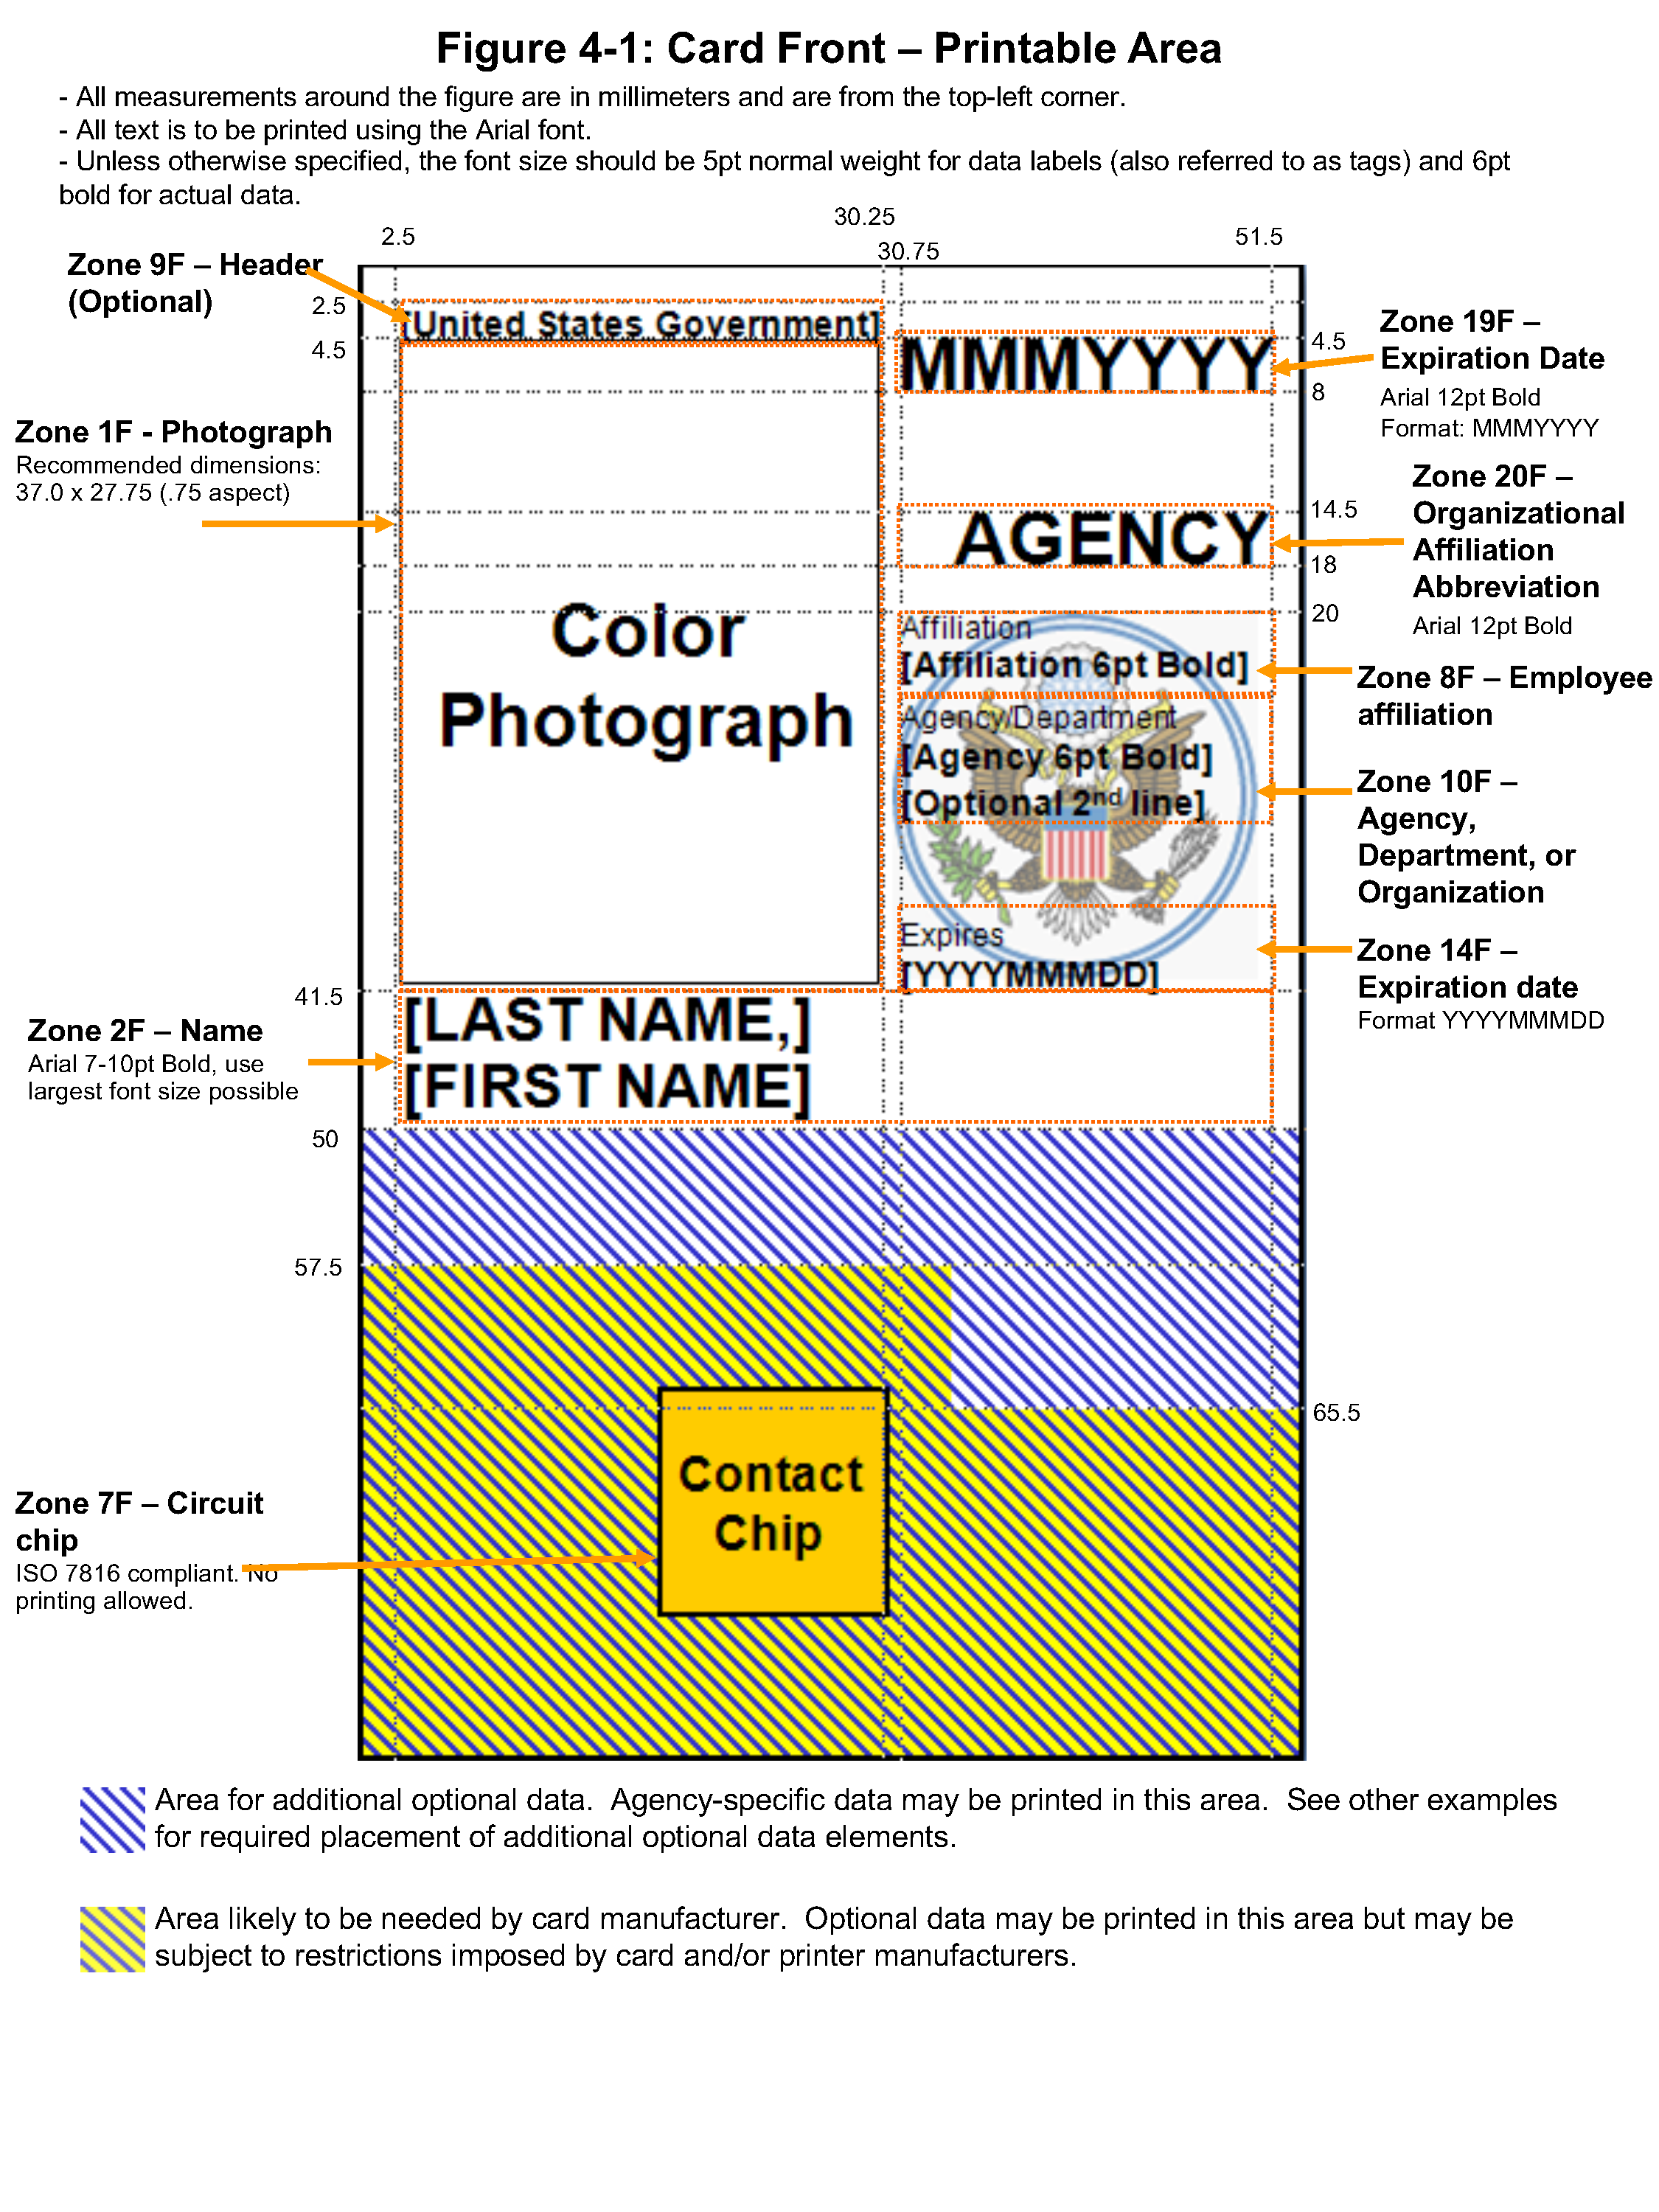 Figure 4-1: Card Front – Printable Area
- All measurements around the figure are in millimeters and are from the top-left corner.
- All text is to be printed using the Arial font.
- Unless otherwise specified, the font size should be 5pt normal weight for data labels (also referred to as tags) and 6pt
bold for actual data.
30.25
2.5
51.5
30.75
Zone 9F – Header
(Optional)
2.5
4.5
[United States Government]
MMMYYYY
4.5
8
Zone 19F –
Expiration Date
Arial 12pt Bold
Format: MMMYYYY
Zone 1F - Photograph
Recommended dimensions:
37.0 x 27.75 (.75 aspect)
Color
Photograph
AGENCY
14.5
18
Zone 20F –
Organizational
Affiliation
Abbreviation
Arial 12pt Bold
20
Affiliation
[Affiliation 6pt Bold]
Zone 8F – Employee
affiliation
Agency/Department
[Agency 6pt Bold]
[Optional 2nd line]
Zone 10F –
Agency,
Department, or
Organization
Expires
[YYYYMMMDD]
Zone 14F –
Expiration date
Format YYYYMMMDD
41.5
Zone 2F – Name
Arial 7-10pt Bold, use
largest font size possible
[LAST NAME,]
[FIRST NAME]
50
57.5
65.5
Contact
Chip
Zone 7F – Circuit
chip
ISO 7816 compliant. No
printing allowed.
Area for additional optional data.  Agency-specific data may be printed in this area.  See other examples
for required placement of additional optional data elements.
Area likely to be needed by card manufacturer.  Optional data may be printed in this area but may be
subject to restrictions imposed by card and/or printer manufacturers.